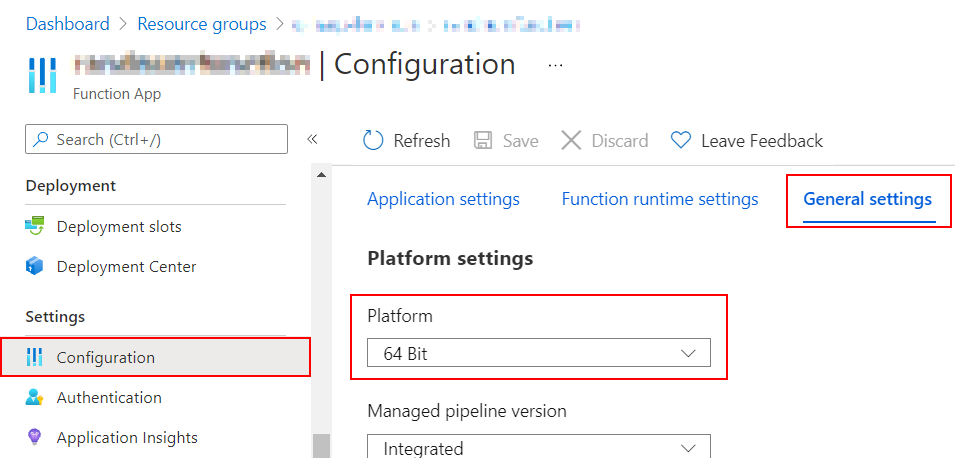 Dashboard > Resource groups >
| Configuration ...
Function App
Search (Ctrl+/) «
Refresh Save Discard Leave Feedback
Deployment
Deployment slots
Deployment Center
Settings
Configuration
Authentication
Application Insights
Application settings Function runtime settings General settings
Platform settings
Platform
64 Bit
Managed pipeline version
Integrated